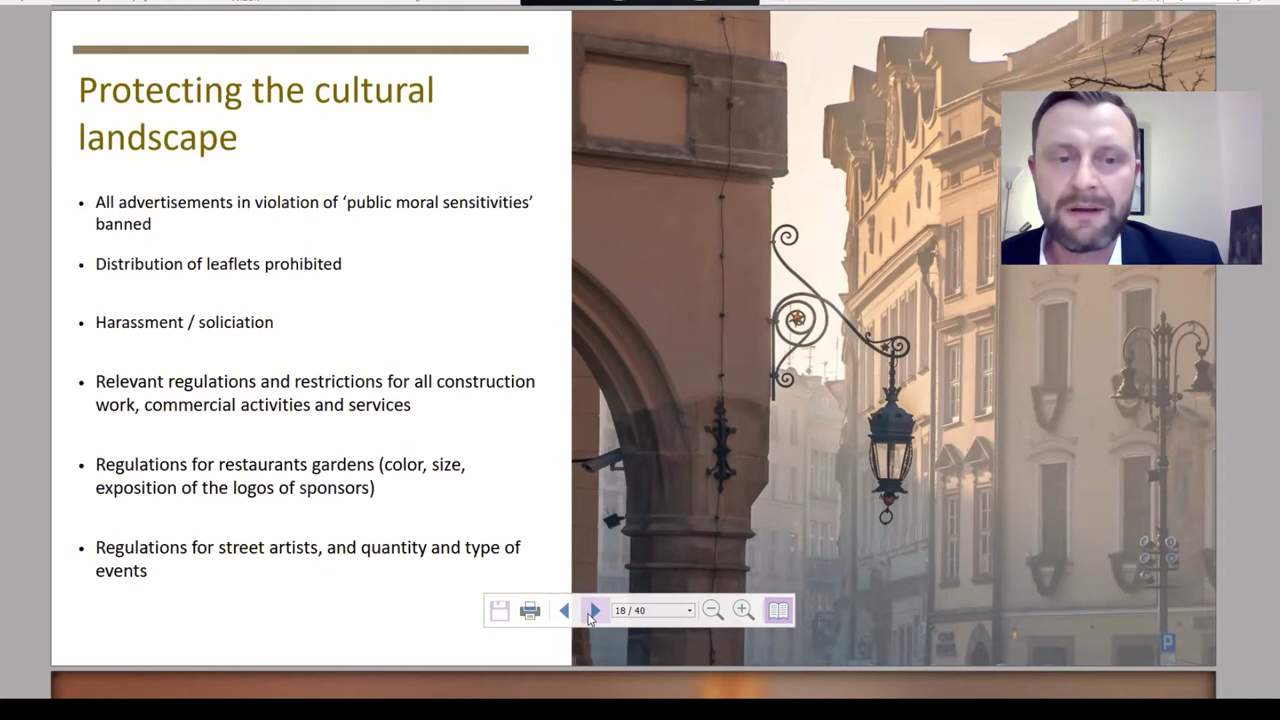 Protecting the cultural
landscape
• All advertisements in violation of ‘public moral sensitivities’
banned
• Distribution of leaflets prohibited
• Harassment / soliciation
• Relevant regulations and restrictions for all construction
work, commercial activities and services
• Regulations for restaurants gardens (color, size,
exposition of the logos of sponsors)
• Regulations for street artists, and quantity and type of
events
18 / 40
P